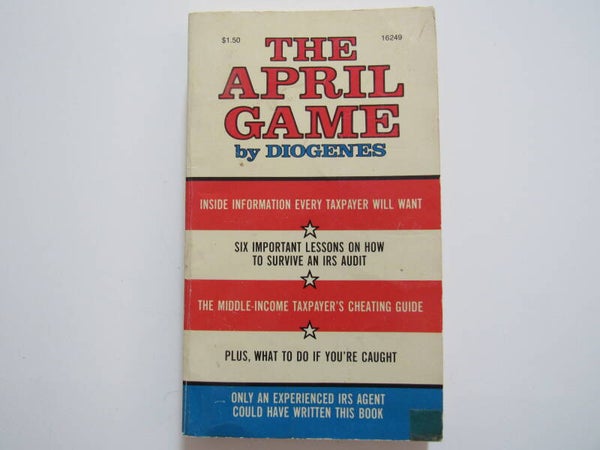 $1.50
16249
THE
APRIL
GAME
by DIOGENES
INSIDE INFORMATION EVERY TAXPAYER WILL WANT
SIX IMPORTANT LESSONS ON HOW
TO SURVIVE AN IRS AUDIT
THE MIDDLE-INCOME TAXPAYER'S CHEATING GUIDE
PLUS, WHAT TO DO IF YOU'RE CAUGHT
ONLY AN EXPERIENCED IRS AGENT
COULD HAVE WRITTEN THIS BOOK